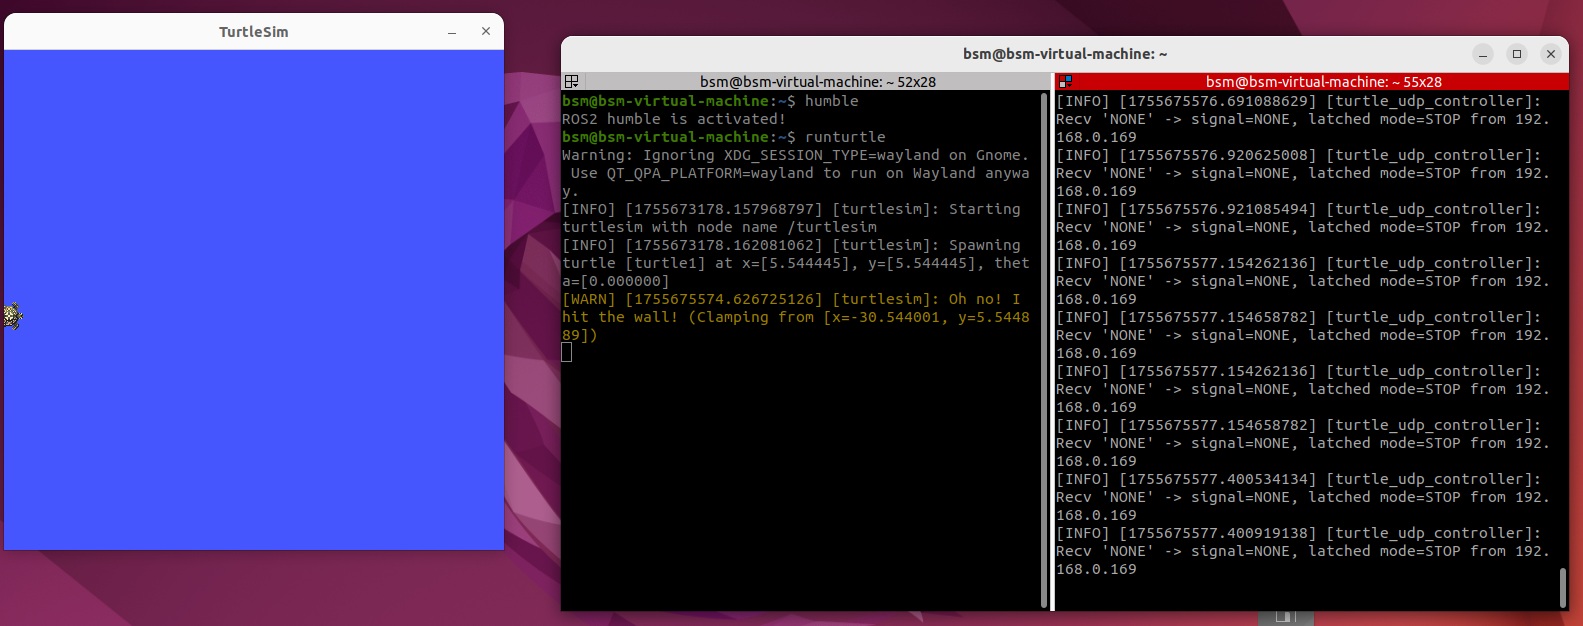 TurtleSim
bsm@bsm-virtual-machine: ~
bsm@bsm-virtual-machine: ~ 52x28
bsm@bsm-virtual-machine:~$ humble
ROS2 humble is activated!
bsm@bsm-virtual-machine:~$ runturtle
Warning: Ignoring XDG_SESSION_TYPE=wayland on Gnome.
 Use QT_QPA_PLATFORM=wayland to run on Wayland anywa
y.
[INFO] [1755673178.157968797] [turtlesim]: Starting
turtlesim with node name /turtlesim
[INFO] [1755673178.162081062] [turtlesim]: Spawning
turtle [turtle1] at x=[5.544445], y=[5.544445], thet
a=[0.000000]
[WARN] [1755675574.626725126] [turtlesim]: Oh no! I
hit the wall! (Clamping from [x=-30.544001, y=5.5448
89])
bsm@bsm-virtual-machine: ~ 55x28
[INFO] [1755675576.691088629] [turtle_udp_controller]:
Recv 'NONE' -> signal=NONE, latched mode=STOP from 192.
168.0.169
[INFO] [1755675576.920625008] [turtle_udp_controller]:
Recv 'NONE' -> signal=NONE, latched mode=STOP from 192.
168.0.169
[INFO] [1755675576.921085494] [turtle_udp_controller]:
Recv 'NONE' -> signal=NONE, latched mode=STOP from 192.
168.0.169
[INFO] [1755675577.154262136] [turtle_udp_controller]:
Recv 'NONE' -> signal=NONE, latched mode=STOP from 192.
168.0.169
[INFO] [1755675577.154658782] [turtle_udp_controller]:
Recv 'NONE' -> signal=NONE, latched mode=STOP from 192.
168.0.169
[INFO] [1755675577.154262136] [turtle_udp_controller]:
Recv 'NONE' -> signal=NONE, latched mode=STOP from 192.
168.0.169
[INFO] [1755675577.154658782] [turtle_udp_controller]:
Recv 'NONE' -> signal=NONE, latched mode=STOP from 192.
168.0.169
[INFO] [1755675577.400534134] [turtle_udp_controller]:
Recv 'NONE' -> signal=NONE, latched mode=STOP from 192.
168.0.169
[INFO] [1755675577.400919138] [turtle_udp_controller]:
Recv 'NONE' -> signal=NONE, latched mode=STOP from 192.
168.0.169